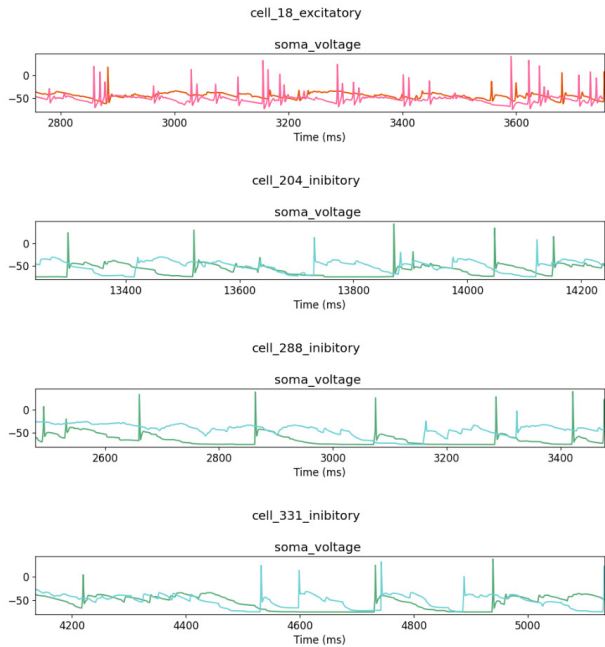 cell_18_excitatory
soma_voltage
0
−50
2800 3000 3200 3400 3600
Time (ms)
cell_204_inibitory
soma_voltage
0
−50
13400 13600 13800 14000 14200
Time (ms)
cell_288_inibitory
soma_voltage
0
−50
2600 2800 3000 3200 3400
Time (ms)
cell_331_inibitory
soma_voltage
0
−50
4200 4400 4600 4800 5000
Time (ms)